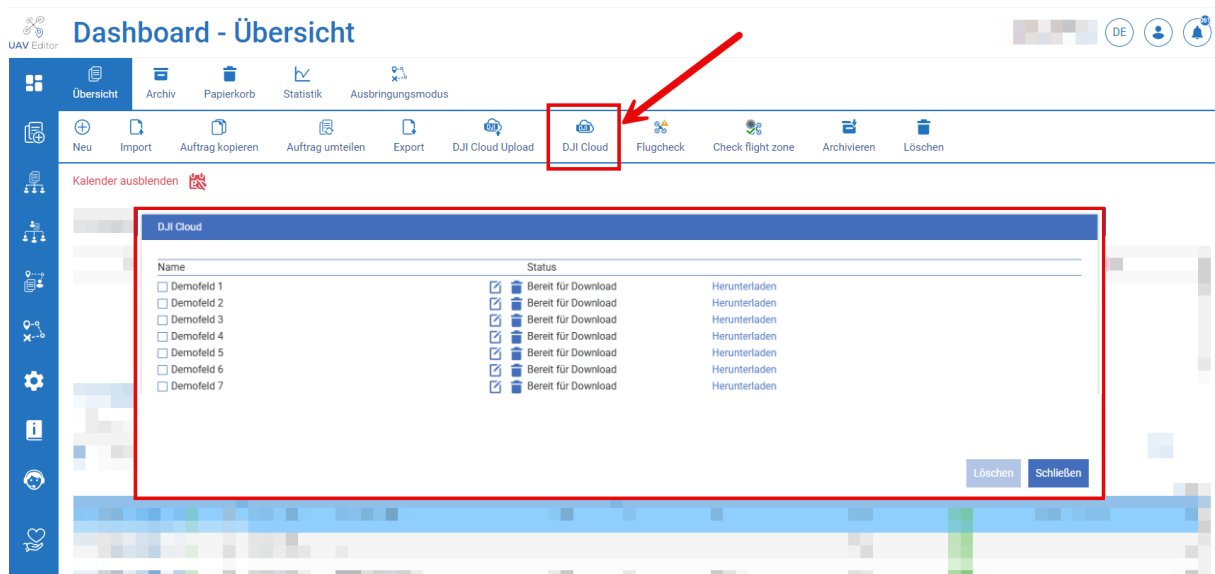 UAV Editor
Dashboard - Übersicht
DE
Übersicht Archiv Papierkorb Statistik Ausbringungsmodus
Neu Import Auftrag kopieren Auftrag umteilen Export DJI Cloud Upload DJI Cloud Flugcheck Check flight zone Archivieren Löschen
Kalender ausblenden
DJI Cloud
Name Status
Demofeld 1 Bereit für Download Herunterladen
Demofeld 2 Bereit für Download Herunterladen
Demofeld 3 Bereit für Download Herunterladen
Demofeld 4 Bereit für Download Herunterladen
Demofeld 5 Bereit für Download Herunterladen
Demofeld 6 Bereit für Download Herunterladen
Demofeld 7 Bereit für Download Herunterladen
Löschen Schließen